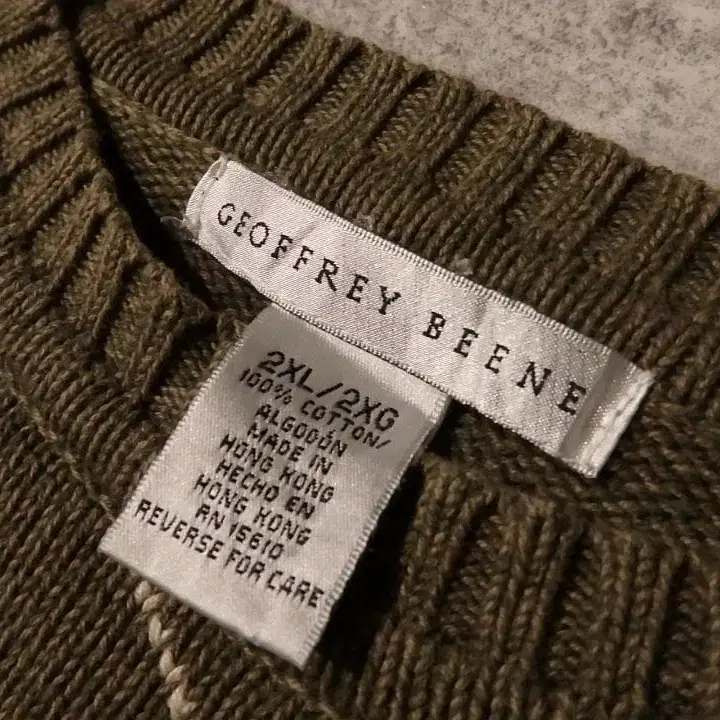 GEOFFREY BEENE
2XL/2XG
100% COTTON/
ALGODÓN
MADE IN
HONG KONG
HECHO EN
HONG KONG
RN 15610
REVERSE FOR CARE